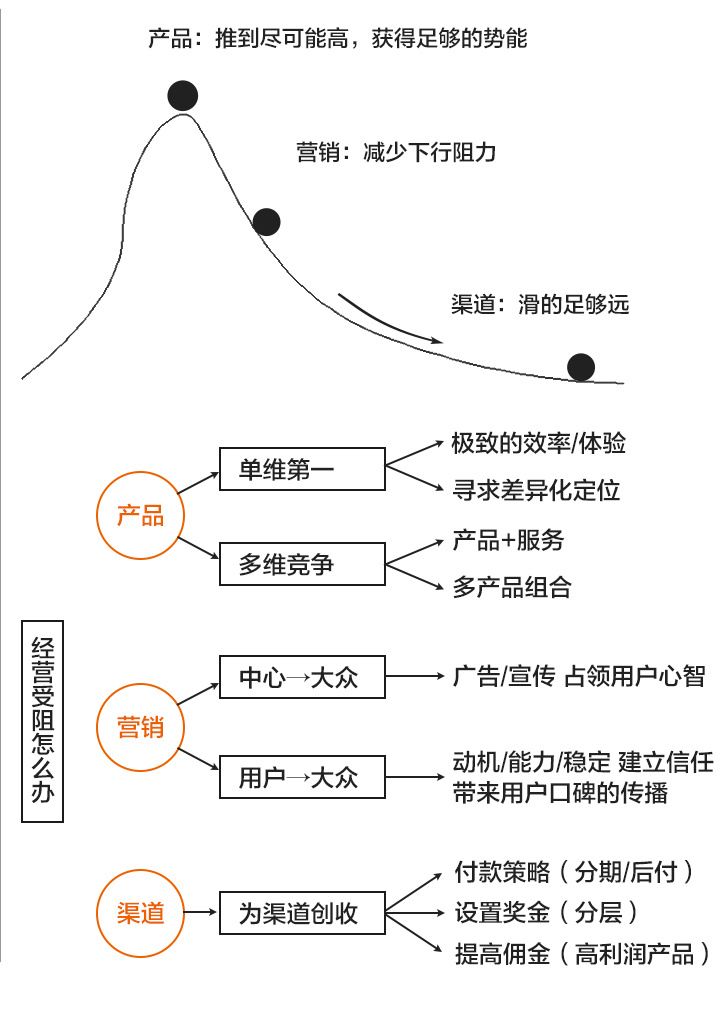 产品：推到尽可能高，获得足够的势能
营销：减少下行阻力
渠道：滑的足够远
经营受阻怎么办
产品
单维第一
极致的效率/体验
寻求差异化定位
多维竞争
产品+服务
多产品组合
营销
中心→大众
广告/宣传 占领用户心智
用户→大众
动机/能力/稳定 建立信任
带来用户口碑的传播
渠道
为渠道创收
付款策略（分期/后付）
设置奖金（分层）
提高佣金（高利润产品）